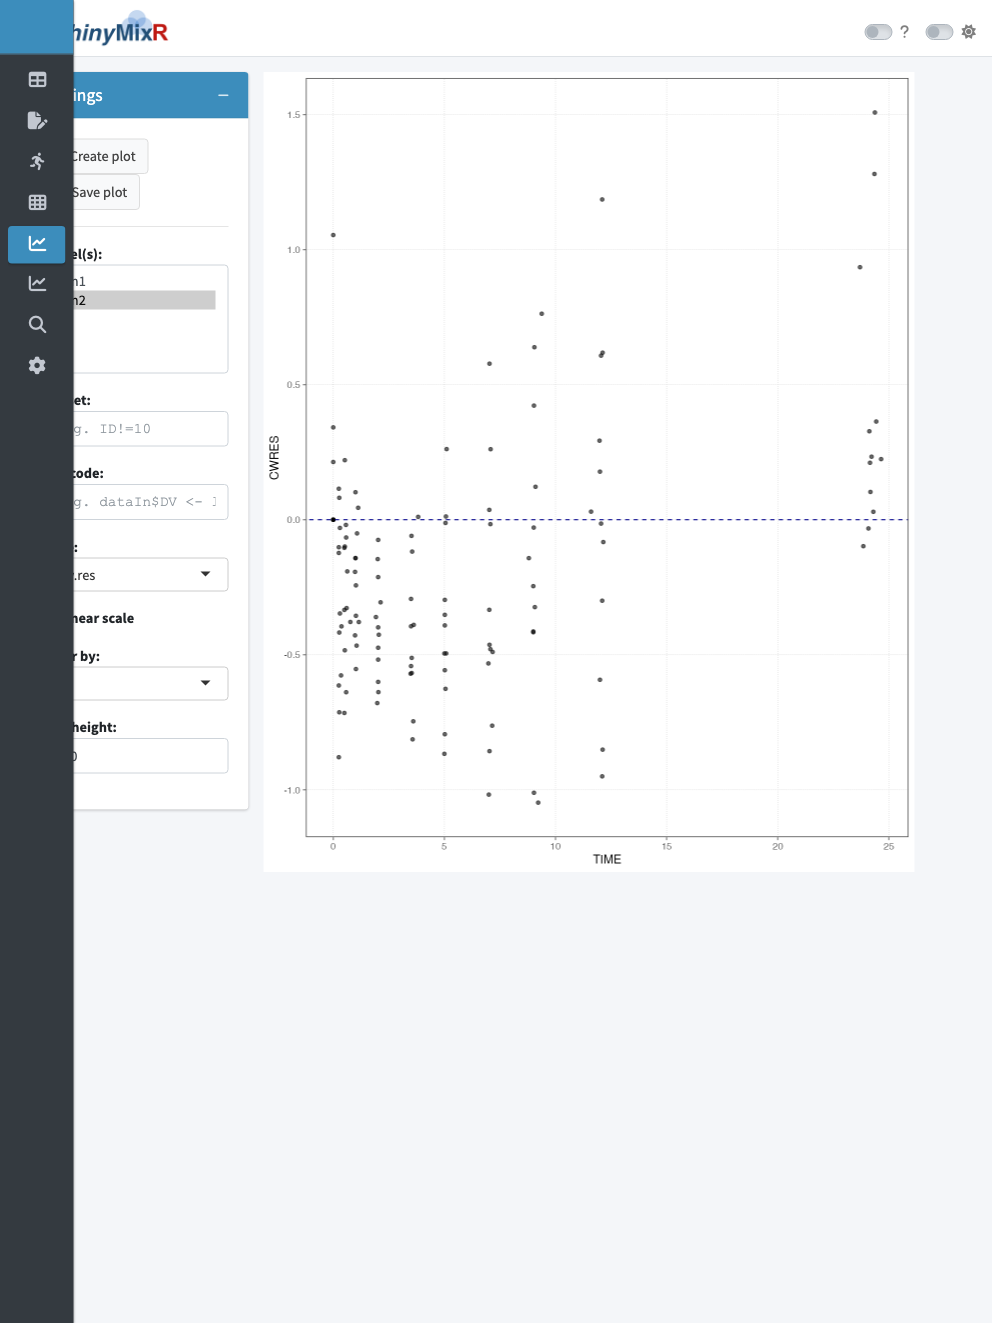 hinyMixR
?
ings
−
Create plot
Save plot
el(s):
n1
n2
et:
g. ID!=10
code:
g. dataIn$DV <- l
:
.res
near scale
r by:
height:
0
1.5
1.0
0.5
CWRES
0.0
-0.5
-1.0
0 5 10 15 20 25
TIME